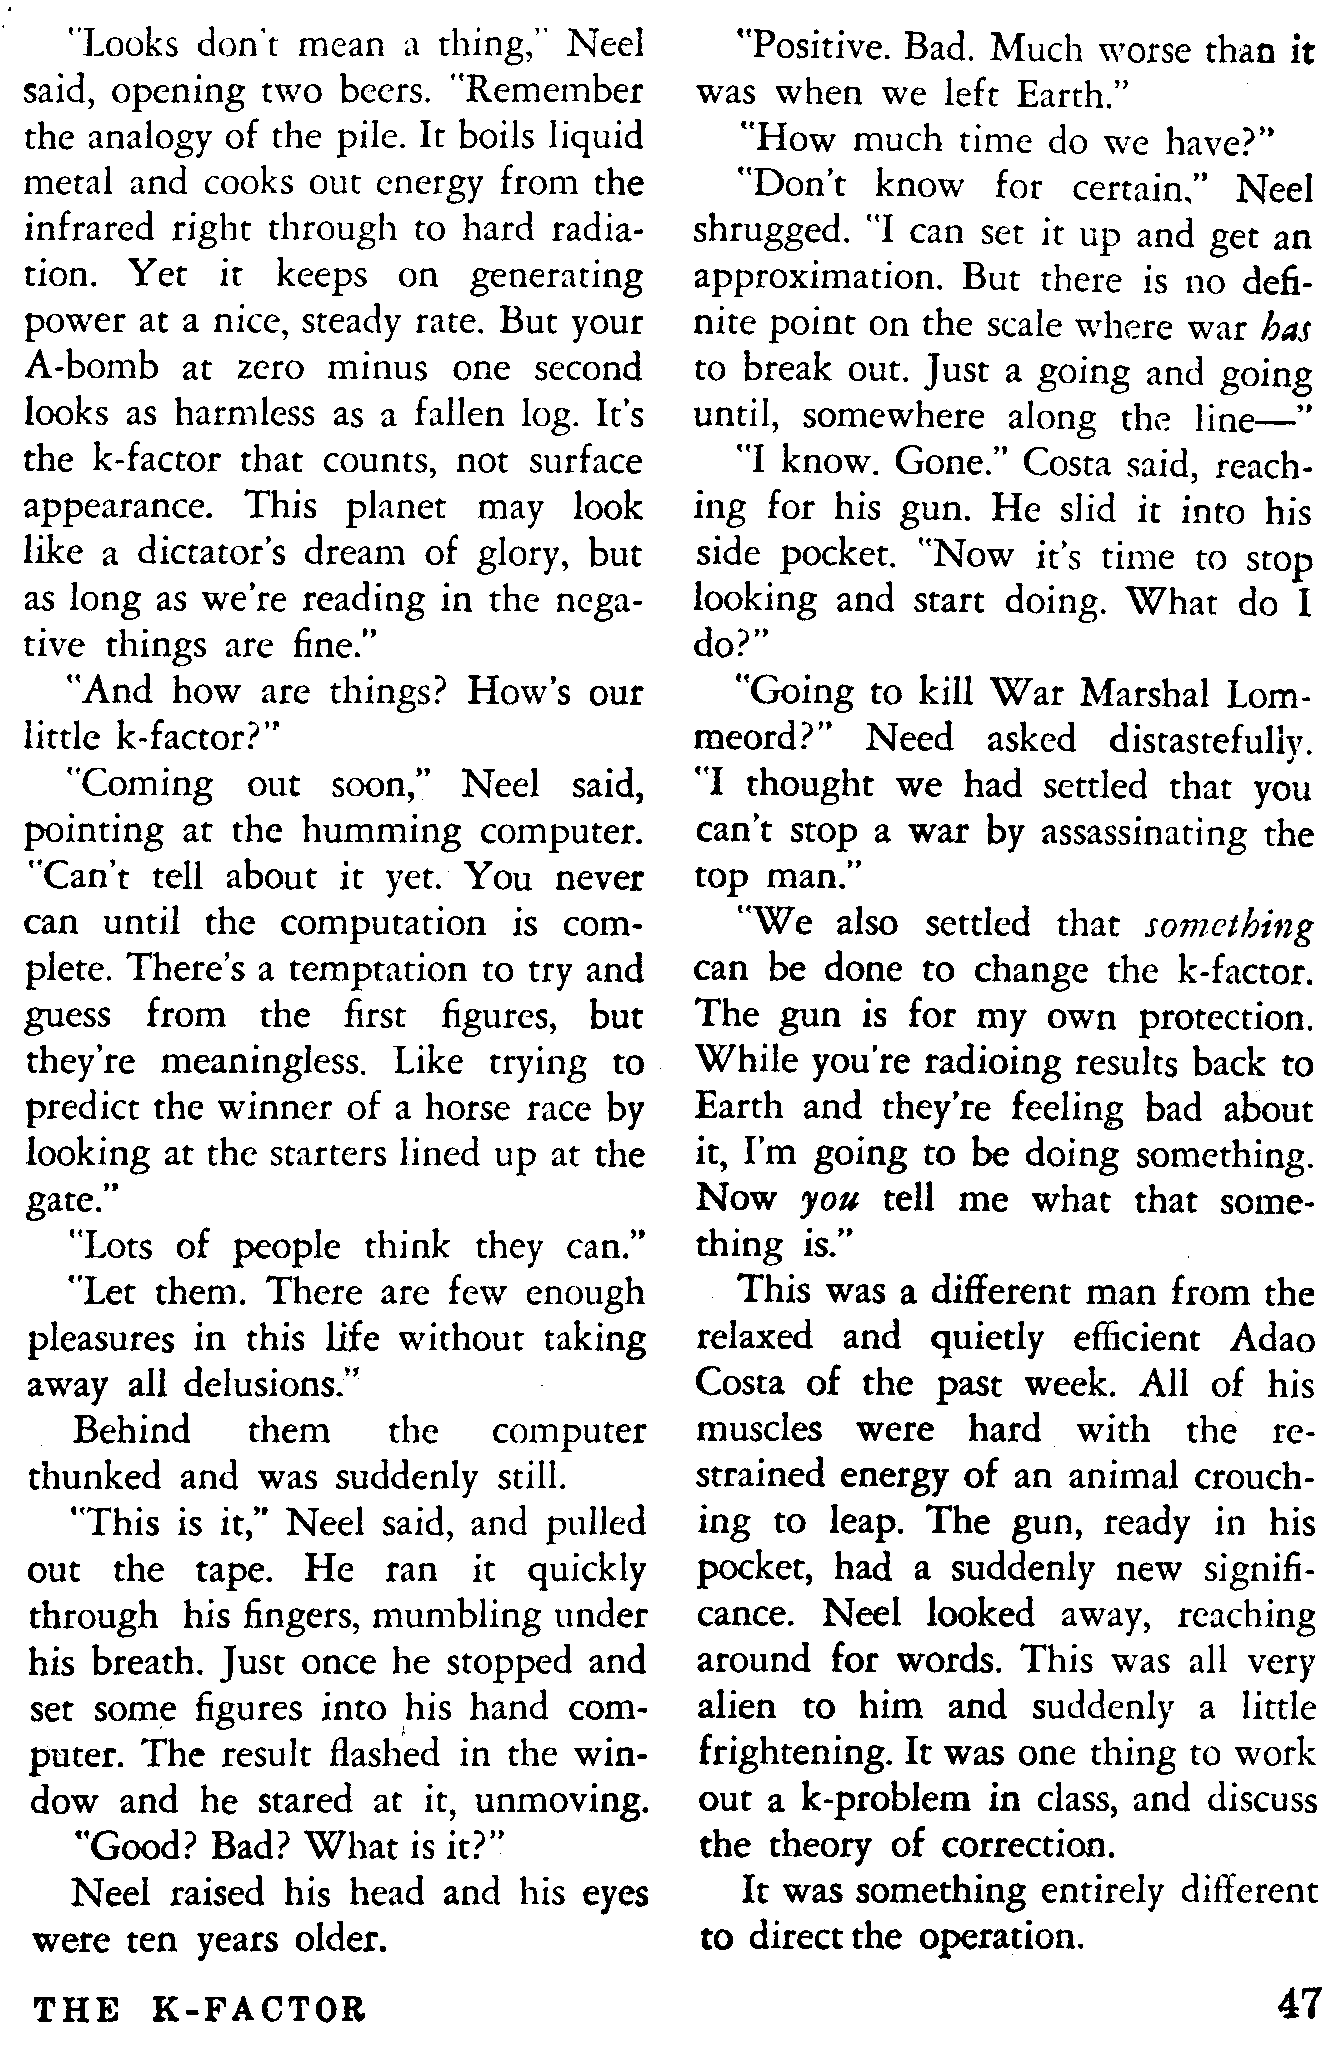 "Looks don't mean a thing," Neel
said, opening two beers. "Remember
the analogy of the pile. It boils liquid
metal and cooks out energy from the
infrared right through to hard radia-
tion. Yet it keeps on generating
power at a nice, steady rate. But your
A-bomb at zero minus one second
looks as harmless as a fallen log. It's
the k-factor that counts, not surface
appearance. This planet may look
like a dictator's dream of glory, but
as long as we're reading in the nega-
tive things are fine."
"And how are things? How's our
little k-factor?"
"Coming out soon," Neel said,
pointing at the humming computer.
"Can't tell about it yet. You never
can until the computation is com-
plete. There's a temptation to try and
guess from the first figures, but
they're meaningless. Like trying to
predict the winner of a horse race by
looking at the starters lined up at the
gate."
"Lots of people think they can."
"Let them. There are few enough
pleasures in this life without taking
away all delusions."
Behind them the computer
thunked and was suddenly still.
"This is it," Neel said, and pulled
out the tape. He ran it quickly
through his fingers, mumbling under
his breath. Just once he stopped and
set some figures into his hand com-
puter. The result flashed in the win-
dow and he stared at it, unmoving.
"Good? Bad? What is it?"
Neel raised his head and his eyes
were ten years older.
"Positive. Bad. Much worse than it
was when we left Earth."
"How much time do we have?"
"Don't know for certain," Neel
shrugged. "I can set it up and get an
approximation. But there is no defi-
nite point on the scale where war has
to break out. Just a going and going
until, somewhere along the line—"
"I know. Gone." Costa said, reach-
ing for his gun. He slid it into his
side pocket. "Now it's time to stop
looking and start doing. What do I
do?"
"Going to kill War Marshal Lom-
meord?" Need asked distastefully.
"I thought we had settled that you
can't stop a war by assassinating the
top man."
"We also settled that something
can be done to change the k-factor.
The gun is for my own protection.
While you're radioing results back to
Earth and they're feeling bad about
it, I'm going to be doing something.
Now you tell me what that some-
thing is."
This was a different man from the
relaxed and quietly efficient Adao
Costa of the past week. All of his
muscles were hard with the re-
strained energy of an animal crouch-
ing to leap. The gun, ready in his
pocket, had a suddenly new signifi-
cance. Neel looked away, reaching
around for words. This was all very
alien to him and suddenly a little
frightening. It was one thing to work
out a k-problem in class, and discuss
the theory of correction.
It was something entirely different
to direct the operation.
THE K-FACTOR
47